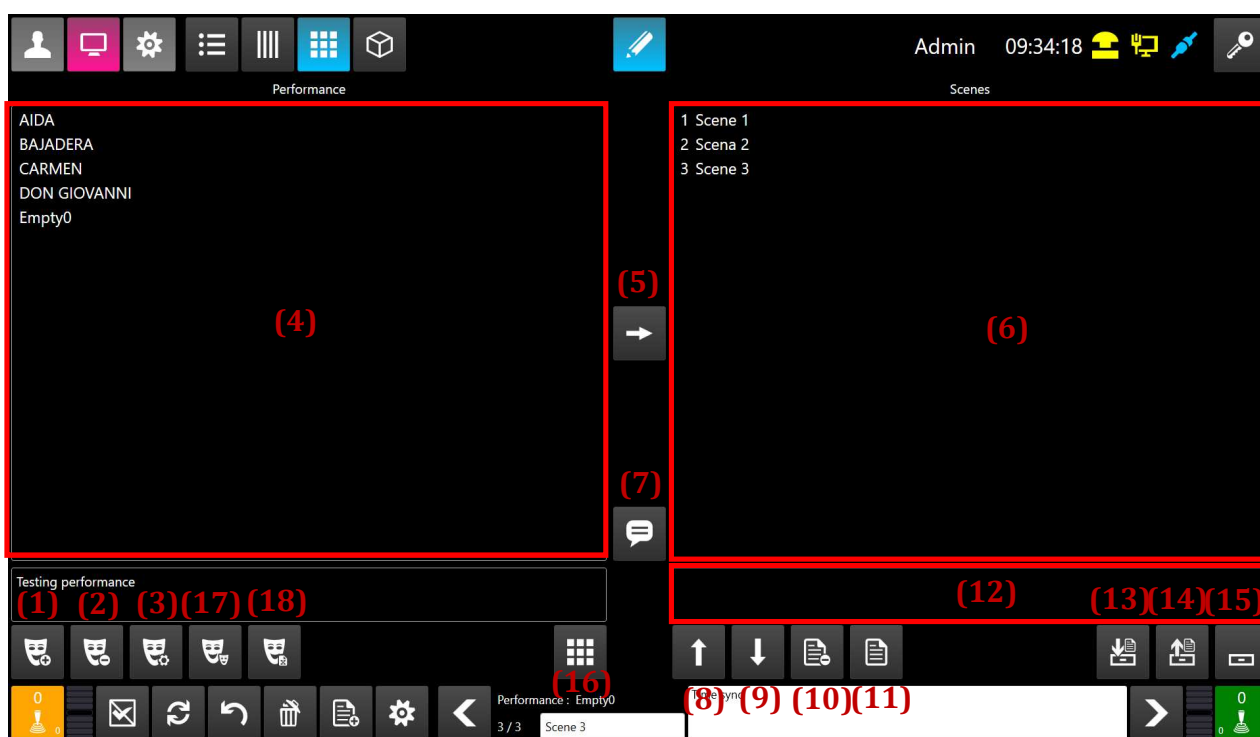 Admin 09:34:18
Performance Scenes
AIDA
BAJADERA
CARMEN
DON GIOVANNI
Empty0
1 Scene 1
2 Scena 2
3 Scene 3
(5)
(4)
(6)
(7)
Testing performance
(1) (2) (3) (17) (18)
(12)
(13) (14) (15)
(16)
0
0
Performance : Empty0
3 / 3 Scene 3
Time sync
(8) (9) (10) (11)
0
0